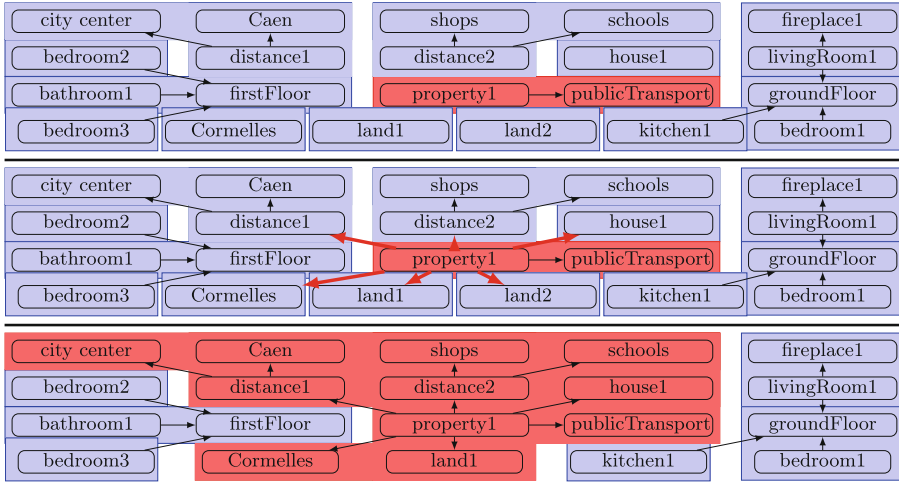 city center Caen shops schools fireplace1
bedroom2 distance1 distance2 house1 livingRoom1
bathroom1 firstFloor property1 publicTransport groundFloor
bedroom3 Cormelles land1 land2 kitchen1 bedroom1
city center Caen shops schools fireplace1
bedroom2 distance1 distance2 house1 livingRoom1
bathroom1 firstFloor property1 publicTransport groundFloor
bedroom3 Cormelles land1 land2 kitchen1 bedroom1
city center Caen shops schools fireplace1
bedroom2 distance1 distance2 house1 livingRoom1
bathroom1 firstFloor property1 publicTransport groundFloor
bedroom3 Cormelles land1 kitchen1 bedroom1